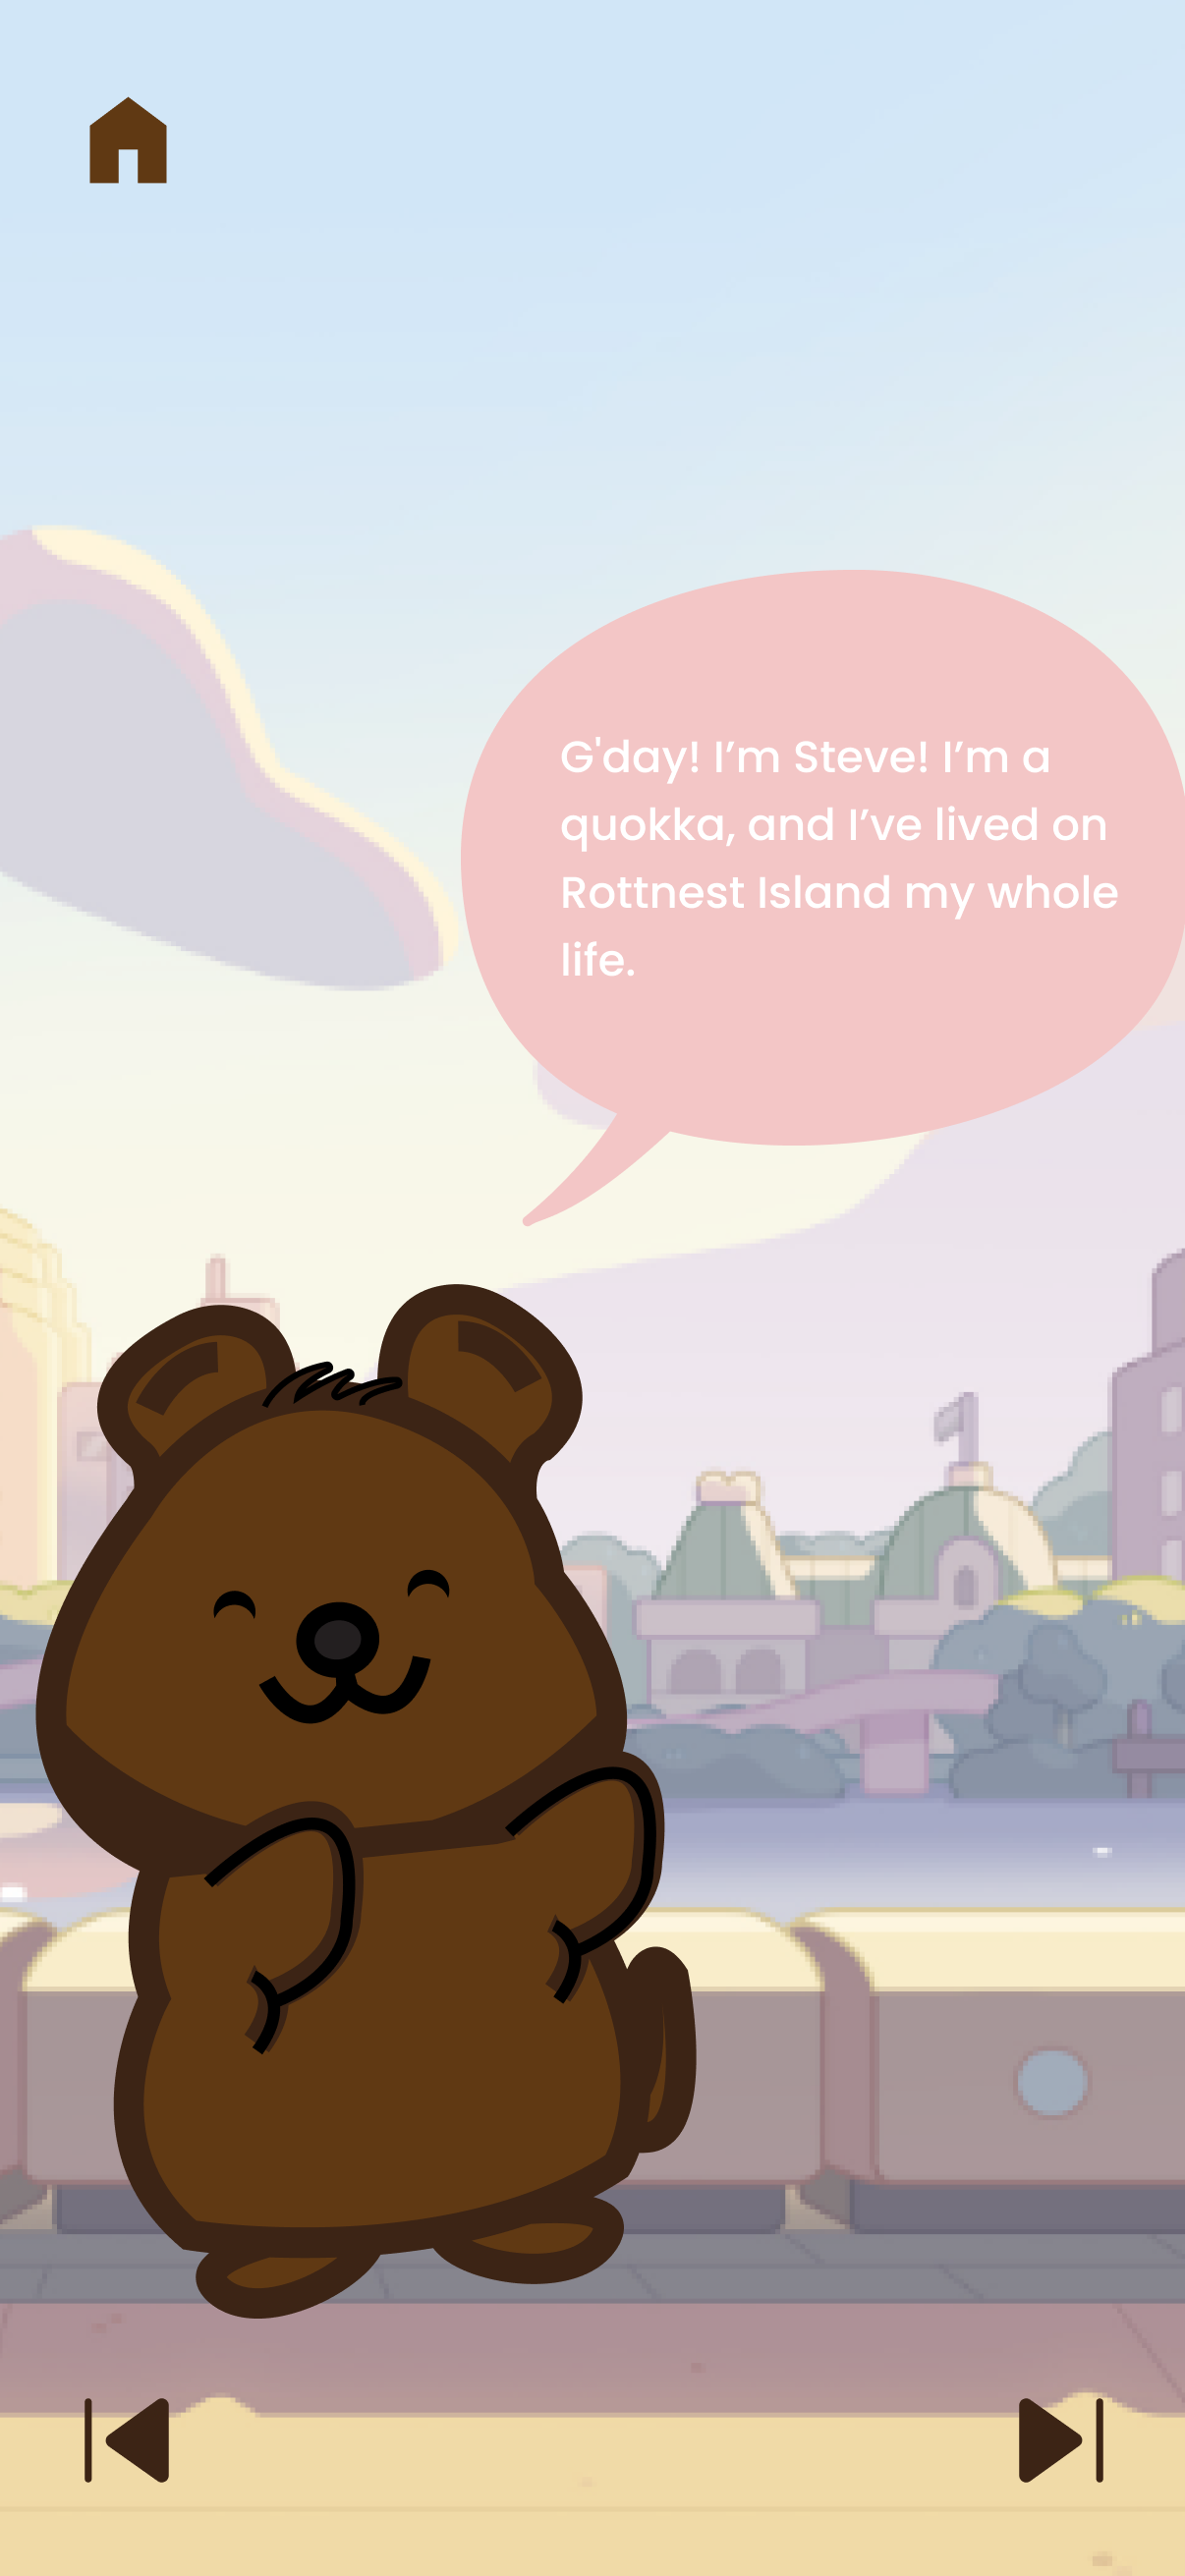 G'day! I’m Steve! I’m a
quokka, and I’ve lived on
Rottnest Island my whole
life.